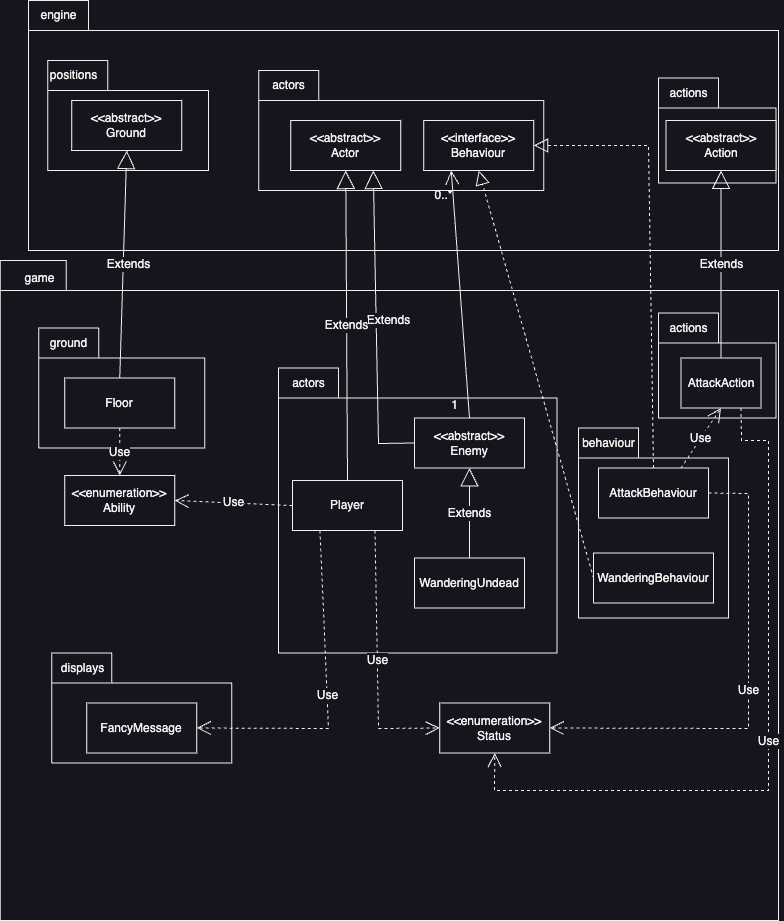 engine
positions
<<abstract>>
Ground
actors
<<abstract>>
Actor
<<interface>>
Behaviour
actions
<<abstract>>
Action
0..*
Extends
Extends
game
Extends
Extends
ground
Floor
Use
<<enumeration>>
Ability
Use
actors
1
<<abstract>>
Enemy
Player
Extends
WanderingUndead
actions
AttackAction
Use
behaviour
AttackBehaviour
WanderingBehaviour
Use
Use
Use
Use
displays
FancyMessage
<<enumeration>>
Status